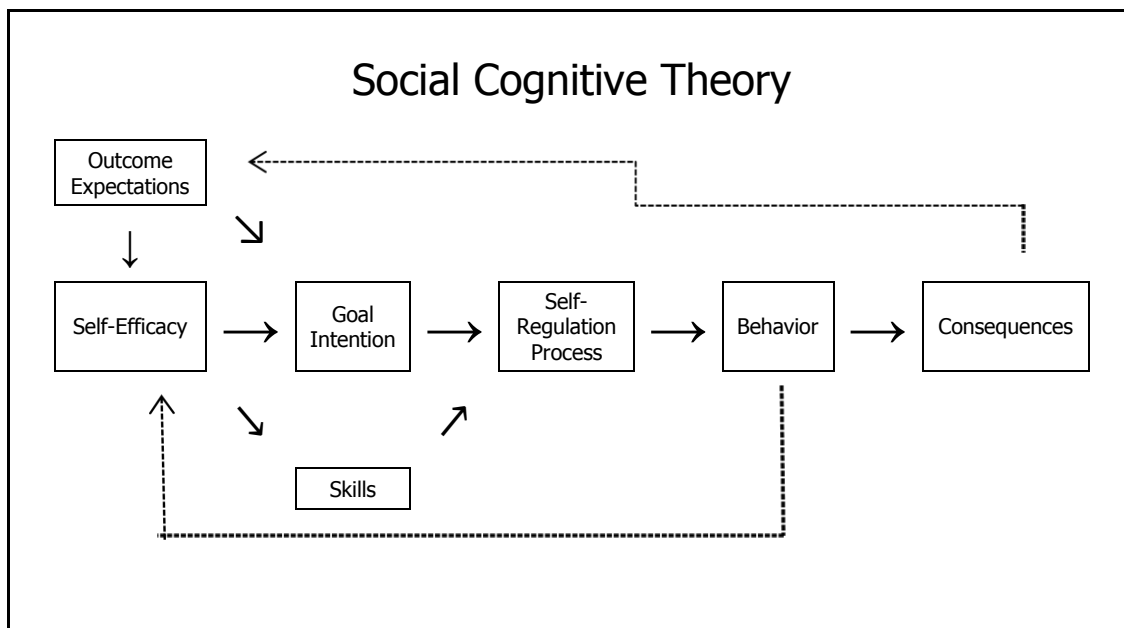 Social Cognitive Theory
Outcome
Expectations
Self-Efficacy
Goal
Intention
Self-
Regulation
Process
Behavior
Consequences
Skills